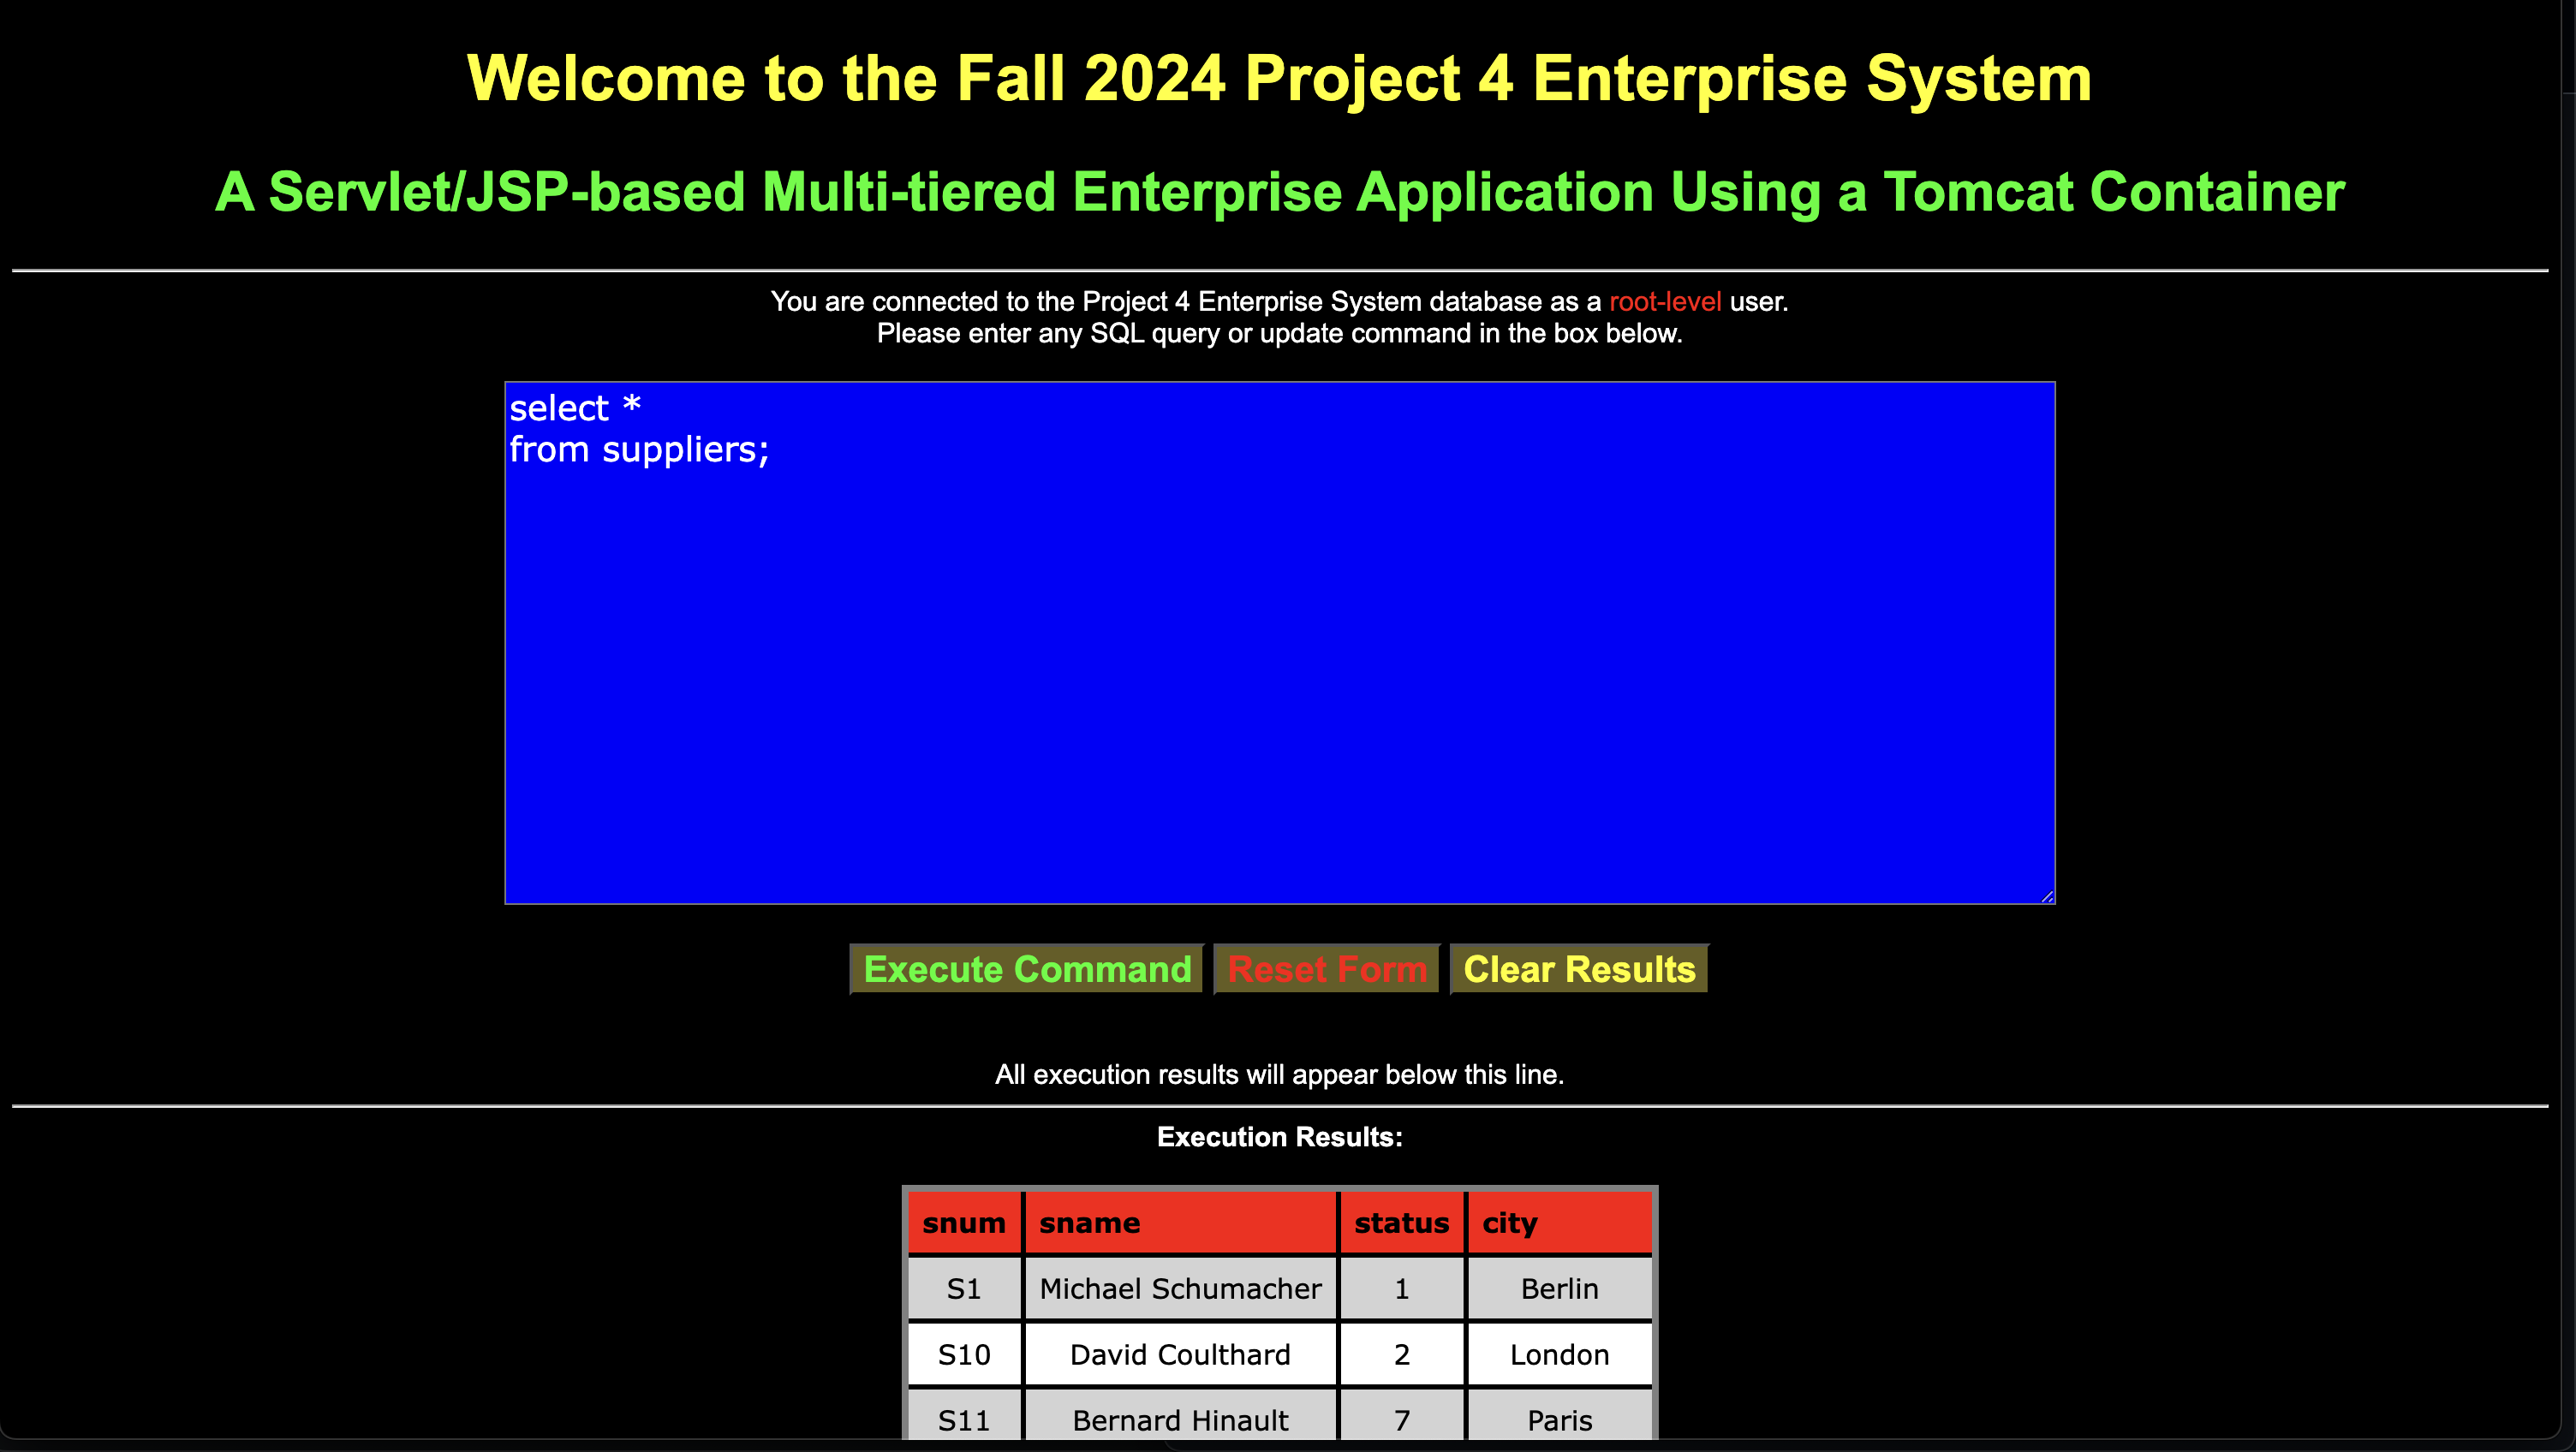 Welcome to the Fall 2024 Project 4 Enterprise System
A Servlet/JSP-based Multi-tiered Enterprise Application Using a Tomcat Container
You are connected to the Project 4 Enterprise System database as a root-level user.
Please enter any SQL query or update command in the box below.
select *
from suppliers;
Execute Command Reset Form Clear Results
All execution results will appear below this line.
Execution Results:
snum sname status city
S1 Michael Schumacher 1 Berlin
S10 David Coulthard 2 London
S11 Bernard Hinault 7 Paris